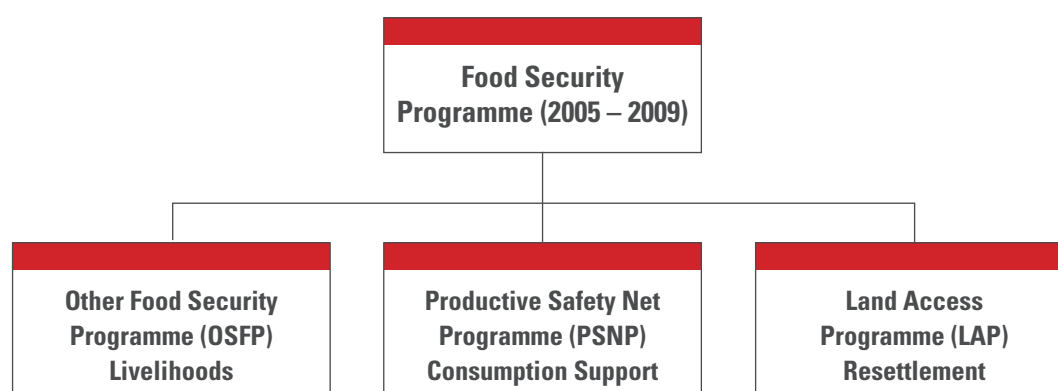 Food Security
Programme (2005 – 2009)
Other Food Security
Programme (OSFP)
Livelihoods
Productive Safety Net
Programme (PSNP)
Consumption Support
Land Access
Programme (LAP)
Resettlement